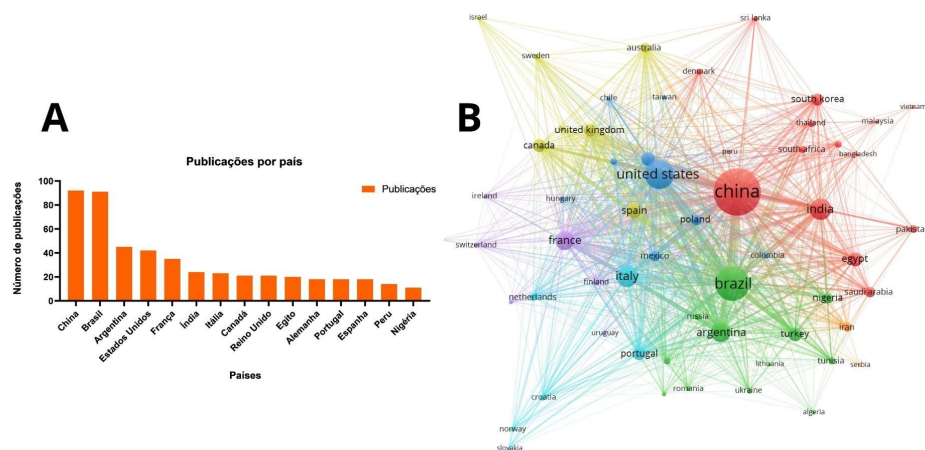 A
Publicações por país
Publicações
Número de publicações
100
80
60
40
20
0
China
Brasil
Argentina
Estados Unidos
França
Índia
Itália
Canada
Reino Unido
Egito
Alemanha
Portugal
Espanha
Peru
Nigéria
Países
B
israel
sri lanka
sweden
australia
denmark
chile
taiwan
south korea
vietnam
thailand
malaysia
united kingdom
canada
south africa
peru
bangladesh
united states
china
ireland
hungary
spain
poland
india
pakista
france
switzerland
mexico
colombia
egypt
italy
finland
brazil
netherlands
saudi arabia
nigeria
russia
iran
uruguay
argentina
turkey
portugal
tunisia
lithuania
serbia
romania
ukraine
croatia
algeria
norway
slovakia